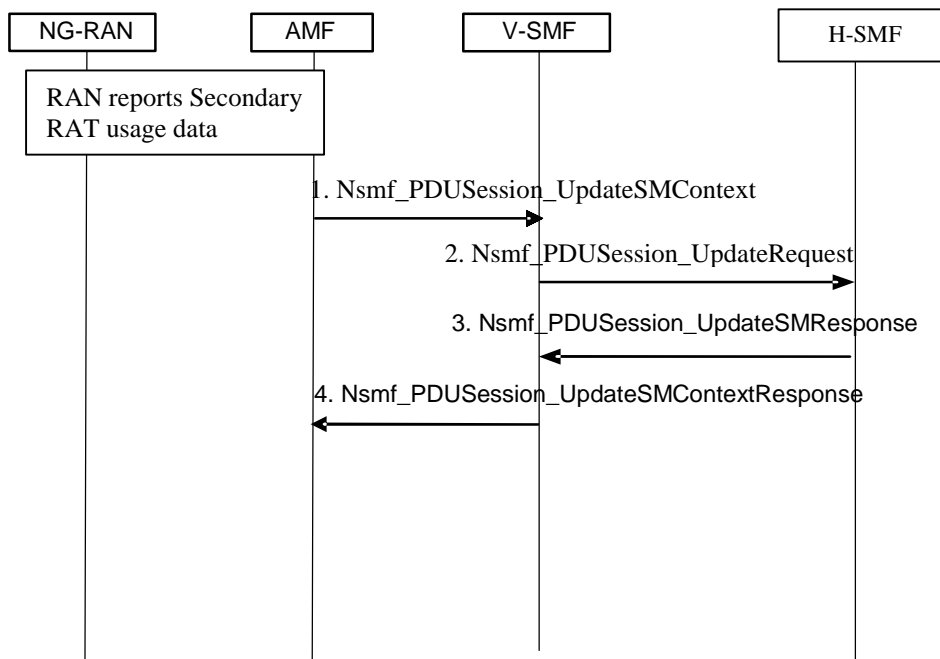 NG-RAN
AMF
V-SMF
H-SMF
RAN reports Secondary
RAT usage data
1. Nsmf_PDUSession_UpdateSMContext
2. Nsmf_PDUSession_UpdateRequest
3. Nsmf_PDUSession_UpdateSMResponse
4. Nsmf_PDUSession_UpdateSMContextResponse